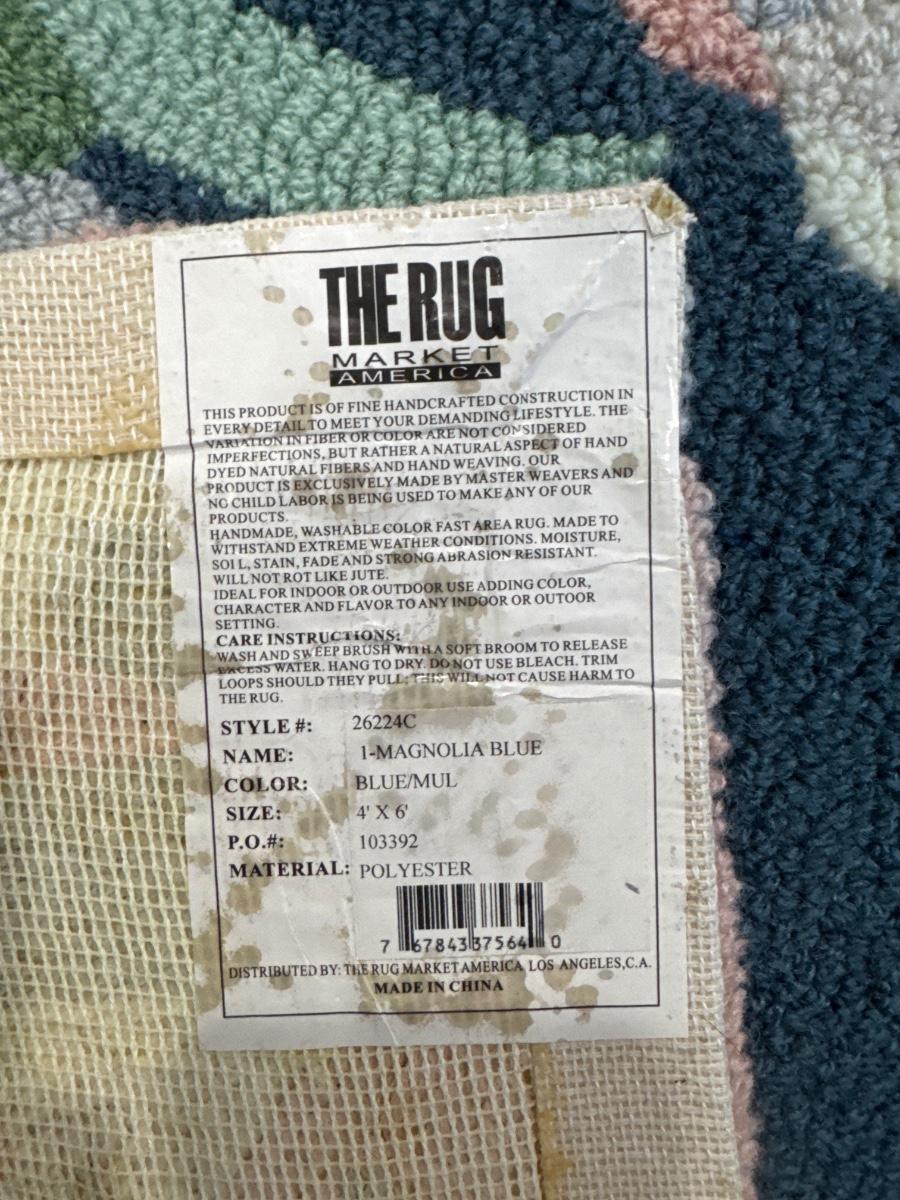 THE RUG
MARKET
AMERICA
THIS PRODUCT IS OF FINE HANDCRAFTED CONSTRUCTION IN
EVERY DETAIL TO MEET YOUR DEMANDING LIFESTYLE. THE
VARIATION IN FIBER OR COLOR ARE NOT CONSIDERED
IMPERFECTIONS, BUT RATHER A NATURAL ASPECT OF HAND
DYED NATURAL FIBERS AND HAND WEAVING. OUR
PRODUCT IS EXCLUSIVELY MADE BY MASTER WEAVERS AND
NO CHILD LABOR IS BEING USED TO MAKE ANY OF OUR
PRODUCTS.
HANDMADE, WASHABLE COLOR FAST AREA RUG. MADE TO
WITHSTAND EXTREME WEATHER CONDITIONS. MOISTURE,
SOI L, STAIN, FADE AND STRONG ABRASION RESISTANT.
WILL NOT ROT LIKE JUTE.
IDEAL FOR INDOOR OR OUTDOOR USE ADDING COLOR,
CHARACTER AND FLAVOR TO ANY INDOOR OR OUTOOR
SETTING.
CARE INSTRUCTIONS:
WASH AND SWEEP BRUSH WITH A SOFT BROOM TO RELEASE
EXCESS WATER. HANG TO DRY. DO NOT USE BLEACH. TRIM
LOOPS SHOULD THEY PULL; THIS WILL NOT CAUSE HARM TO
THE RUG.
STYLE #: 26224C
NAME: 1-MAGNOLIA BLUE
COLOR: BLUE/MUL
SIZE: 4' X 6'
P.O.#: 103392
MATERIAL: POLYESTER
7 67843 37564 0
DISTRIBUTED BY: THE RUG MARKET AMERICA LOS ANGELES,C.A.
MADE IN CHINA